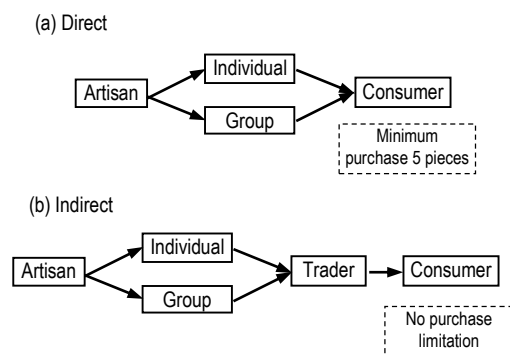 (a) Direct
Individual
Artisan
Consumer
Group
Minimum
purchase 5 pieces
(b) Indirect
Individual
Artisan
Trader
Consumer
Group
No purchase
limitation